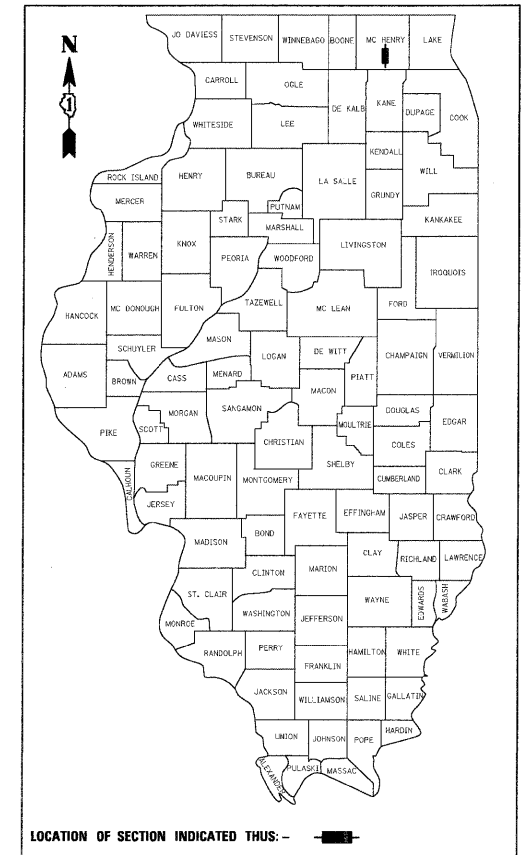 JO DAVIESS STEVENSON WINNEBAGO BOONE MC HENRY LAKE
N
CARROLL OGLE
1
DE KALB KANE DUPAGE COOK
WHITESIDE LEE
KENDALL
WILL
ROCK ISLAND HENRY BUREAU LA SALLE GRUNDY
MERCER
PUTNAM
STARK KANKAKEE
MARSHALL
HENDERSON WARREN KNOX LIVINGSTON
PEORIA WOODFORD IROQUOIS
TAZEWELL
HANCOCK MC DONOUGH FULTON MC LEAN FORD
MASON
SCHUYLER LOGAN DE WITT CHAMPAIGN VERMILION
ADAMS BROWN CASS MENARD PIATT
MACON
MORGAN SANGAMON DOUGLAS
PIKE SCOTT MOULTRIE EDGAR
CHRISTIAN COLES
GREENE SHELBY
CALHOUN MACOUPIN MONTGOMERY CUMBERLAND CLARK
JERSEY
FAYETTE EFFINGHAM JASPER CRAWFORD
MADISON BOND
CLAY RICHLAND LAWRENCE
CLINTON MARION
ST. CLAIR WAYNE EDWARDS WABASH
WASHINGTON JEFFERSON
MONROE
RANDOLPH PERRY HAMILTON WHITE
FRANKLIN
JACKSON WILLIAMSON SALINE GALLATIN
HARDIN
UNION JOHNSON POPE
ALEXANDER PULASKI MASSAC
LOCATION OF SECTION INDICATED THUS: -